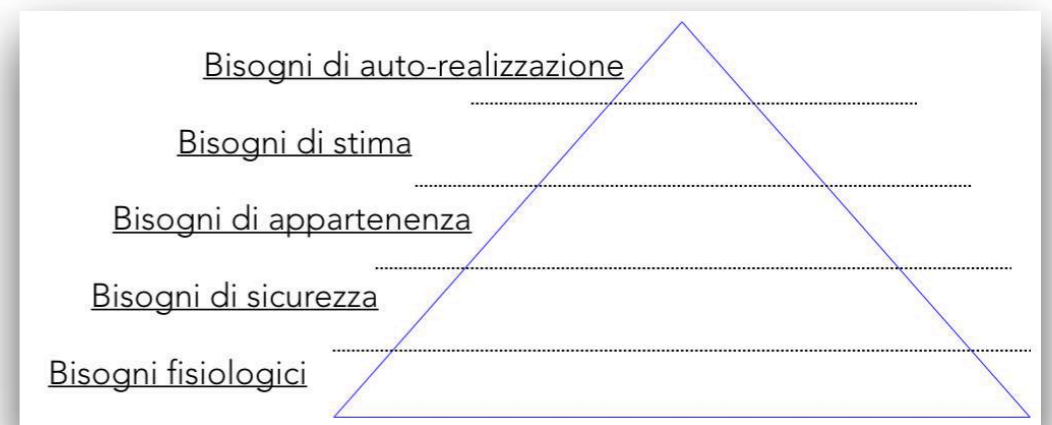 Bisogni di auto-realizzazione
Bisogni di stima
Bisogni di appartenenza
Bisogni di sicurezza
Bisogni fisiologici